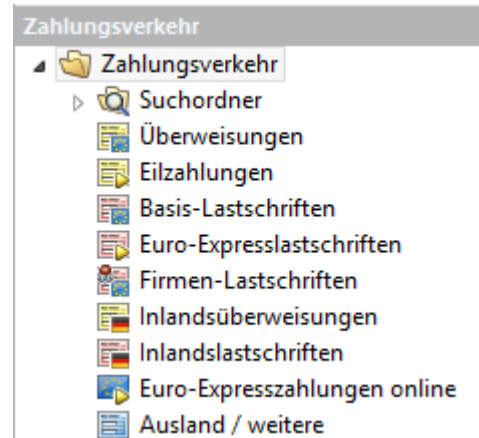 Zahlungsverkehr
Zahlungsverkehr
Suchordner
Überweisungen
Eilzahlungen
Basis-Lastschriften
Euro-Expresslastschriften
Firmen-Lastschriften
Inlandsüberweisungen
Inlandslastschriften
Euro-Expresszahlungen online
Ausland / weitere